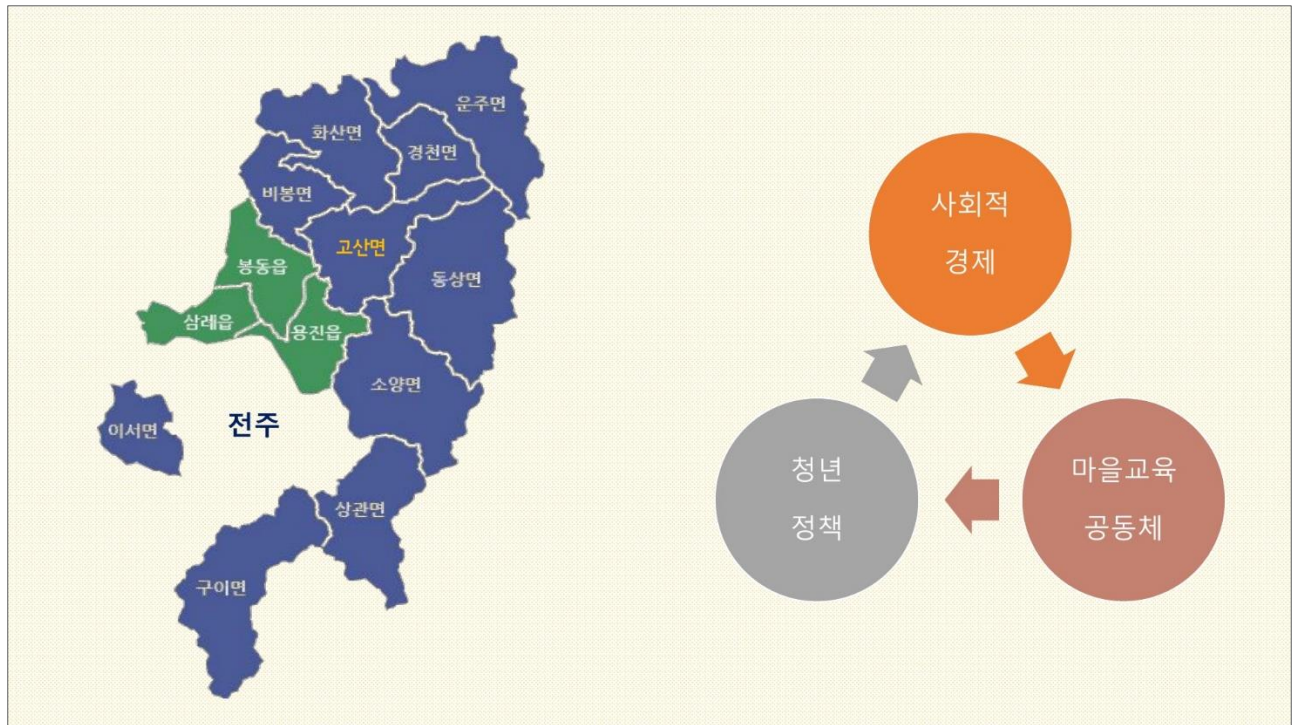 운주면
화산면
경천면
비봉면
고산면
봉동읍
동상면
삼례읍
용진읍
소양면
이서면
전주
상관면
구이면
사회적
경제
청년
정책
마을교육
공동체